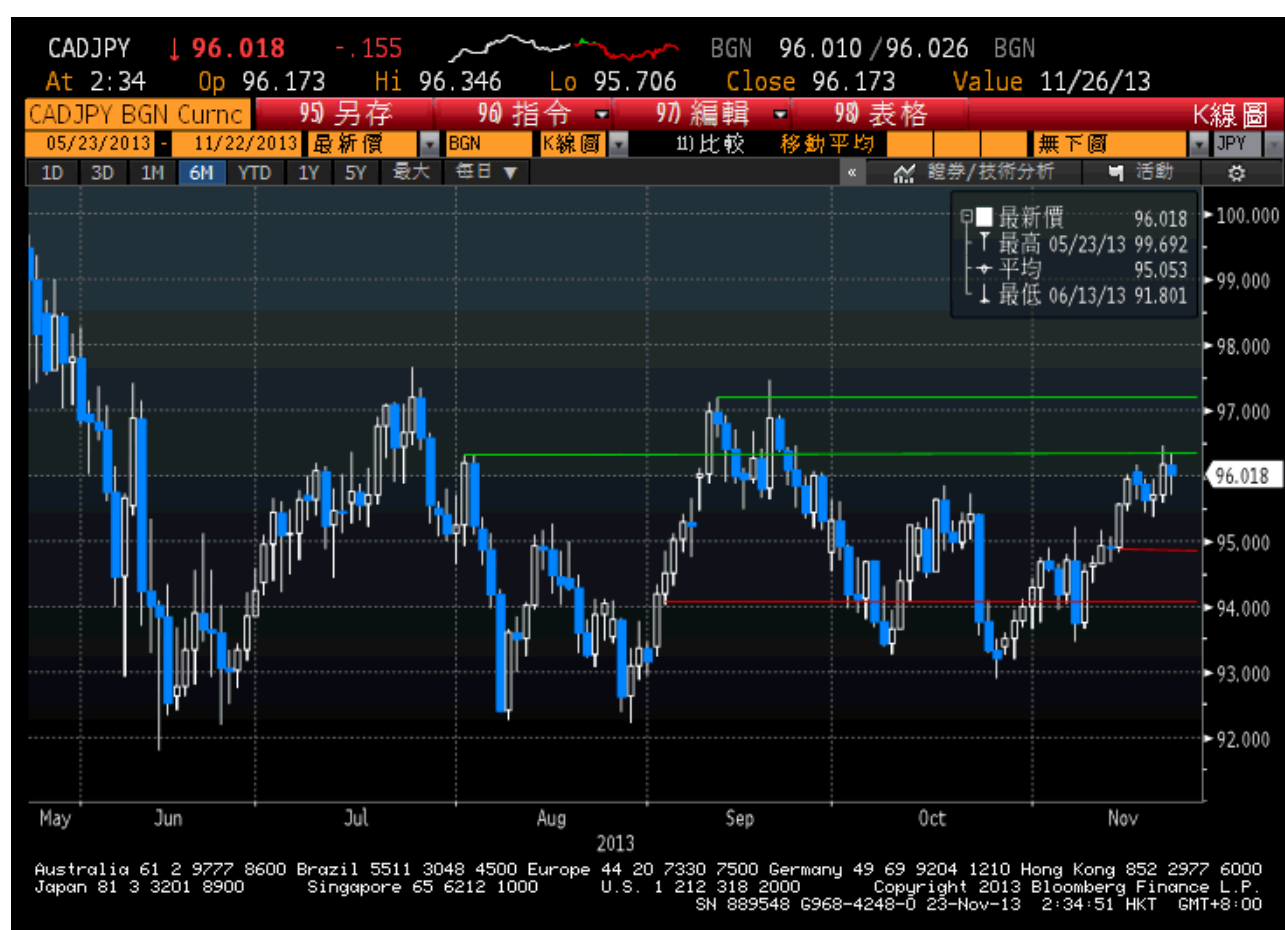 CADJPY ↓ 96.018 -.155 BGN 96.010/96.026 BGN
At 2:34 Op 96.173 Hi 96.346 Lo 95.706 Close 96.173 Value 11/26/13
CADJPY BGN Curnc 95) 另存 96) 指令 97) 編輯 98) 表格 K線圖
05/23/2013 - 11/22/2013 最新價 BGN K線圖 11) 比較 移動平均 無下圖 JPY
1D 3D 1M 6M YTD 1Y 5Y 最大 每日 ▼ « 證券/技術分析 活動
最新價 96.018
最高 05/23/13 99.692
平均 95.053
最低 06/13/13 91.801
100.000
99.000
98.000
97.000
96.018
95.000
94.000
93.000
92.000
May Jun Jul Aug Sep Oct Nov
2013
Australia 61 2 9777 8600 Brazil 5511 3048 4500 Europe 44 20 7330 7500 Germany 49 69 9204 1210 Hong Kong 852 2977 6000
Japan 81 3 3201 8900 Singapore 65 6212 1000 U.S. 1 212 318 2000 Copyright 2013 Bloomberg Finance L.P.
SN 889548 G968-4248-0 23-Nov-13 2:34:51 HKT GMT+8:00